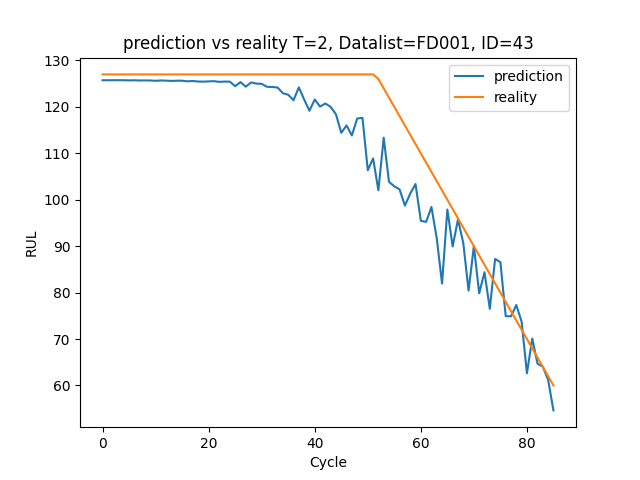 prediction vs reality T=2, Datalist=FD001, ID=43
prediction
reality
130
120
110
100
90
80
70
60
RUL
0 20 40 60 80
Cycle